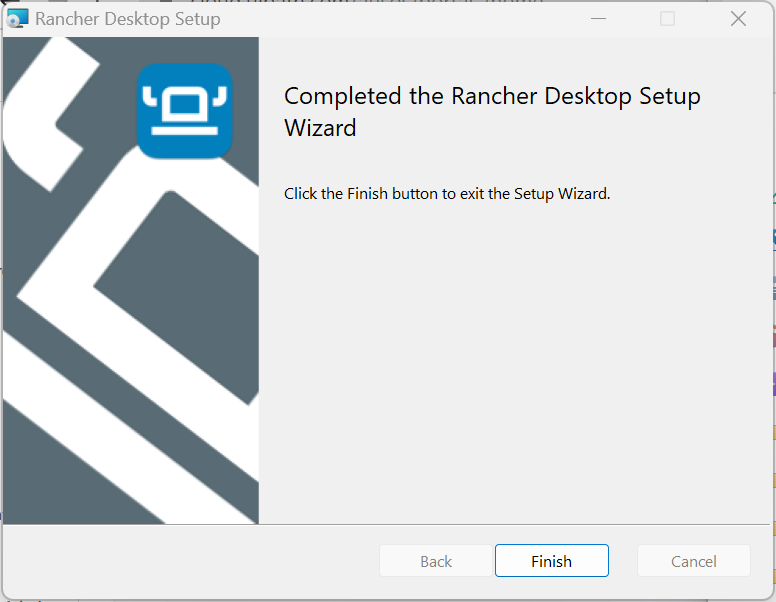 Rancher Desktop Setup
Completed the Rancher Desktop Setup
Wizard
Click the Finish button to exit the Setup Wizard.
Back
Finish
Cancel